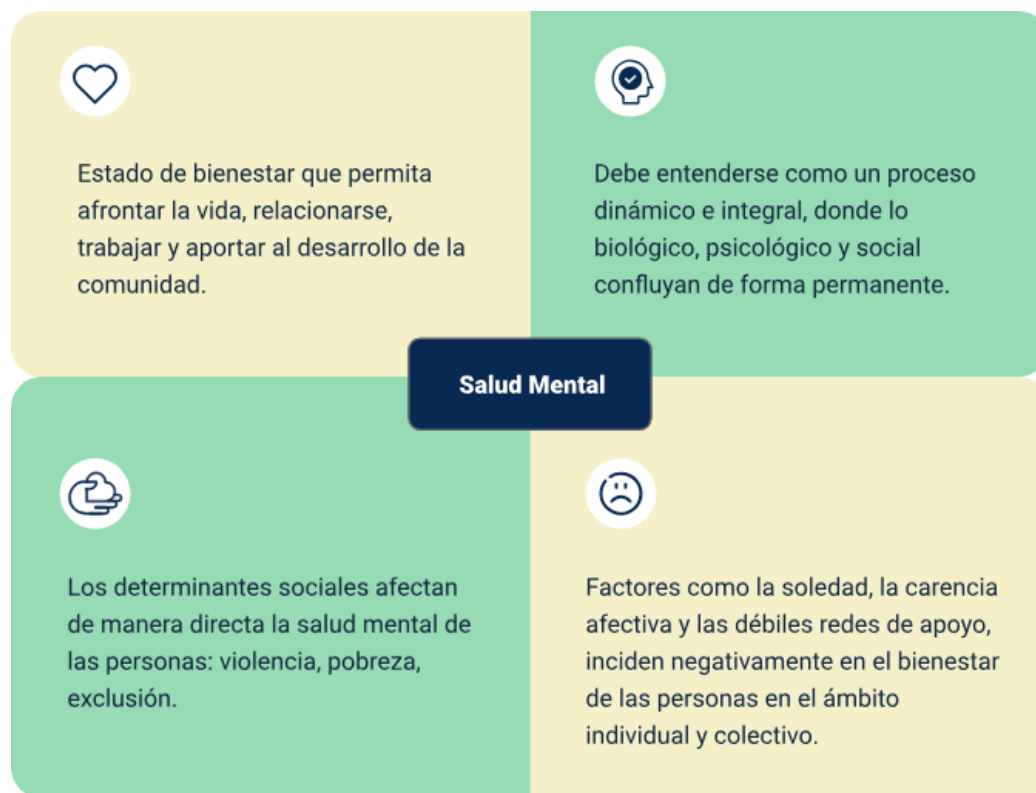 Estado de bienestar que permita
afrontar la vida, relacionarse,
trabajar y aportar al desarrollo de la
comunidad.
Debe entenderse como un proceso
dinámico e integral, donde lo
biológico, psicológico y social
confluyan de forma permanente.
Salud Mental
Los determinantes sociales afectan
de manera directa la salud mental de
las personas: violencia, pobreza,
exclusión.
Factores como la soledad, la carencia
afectiva y las débiles redes de apoyo,
inciden negativamente en el bienestar
de las personas en el ámbito
individual y colectivo.